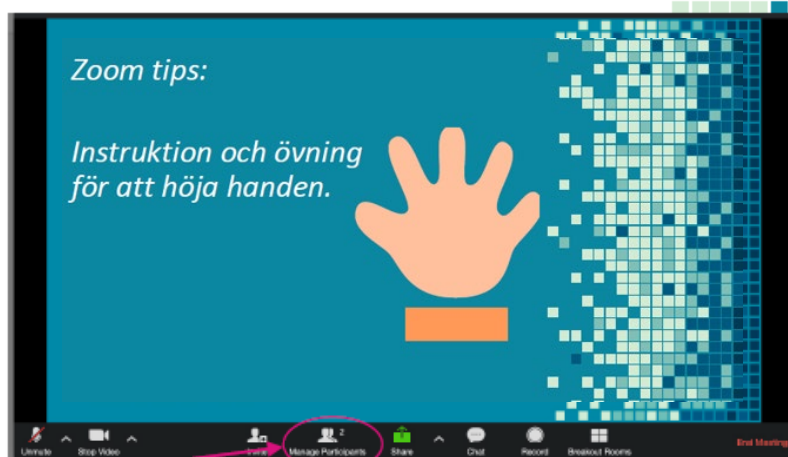 Zoom tips:
Instruktion och övning
för att höja handen.
2
Unmute
Stop Video
Invite
Manage Participants
Share
Chat
Record
Breakout Rooms
End Meeting